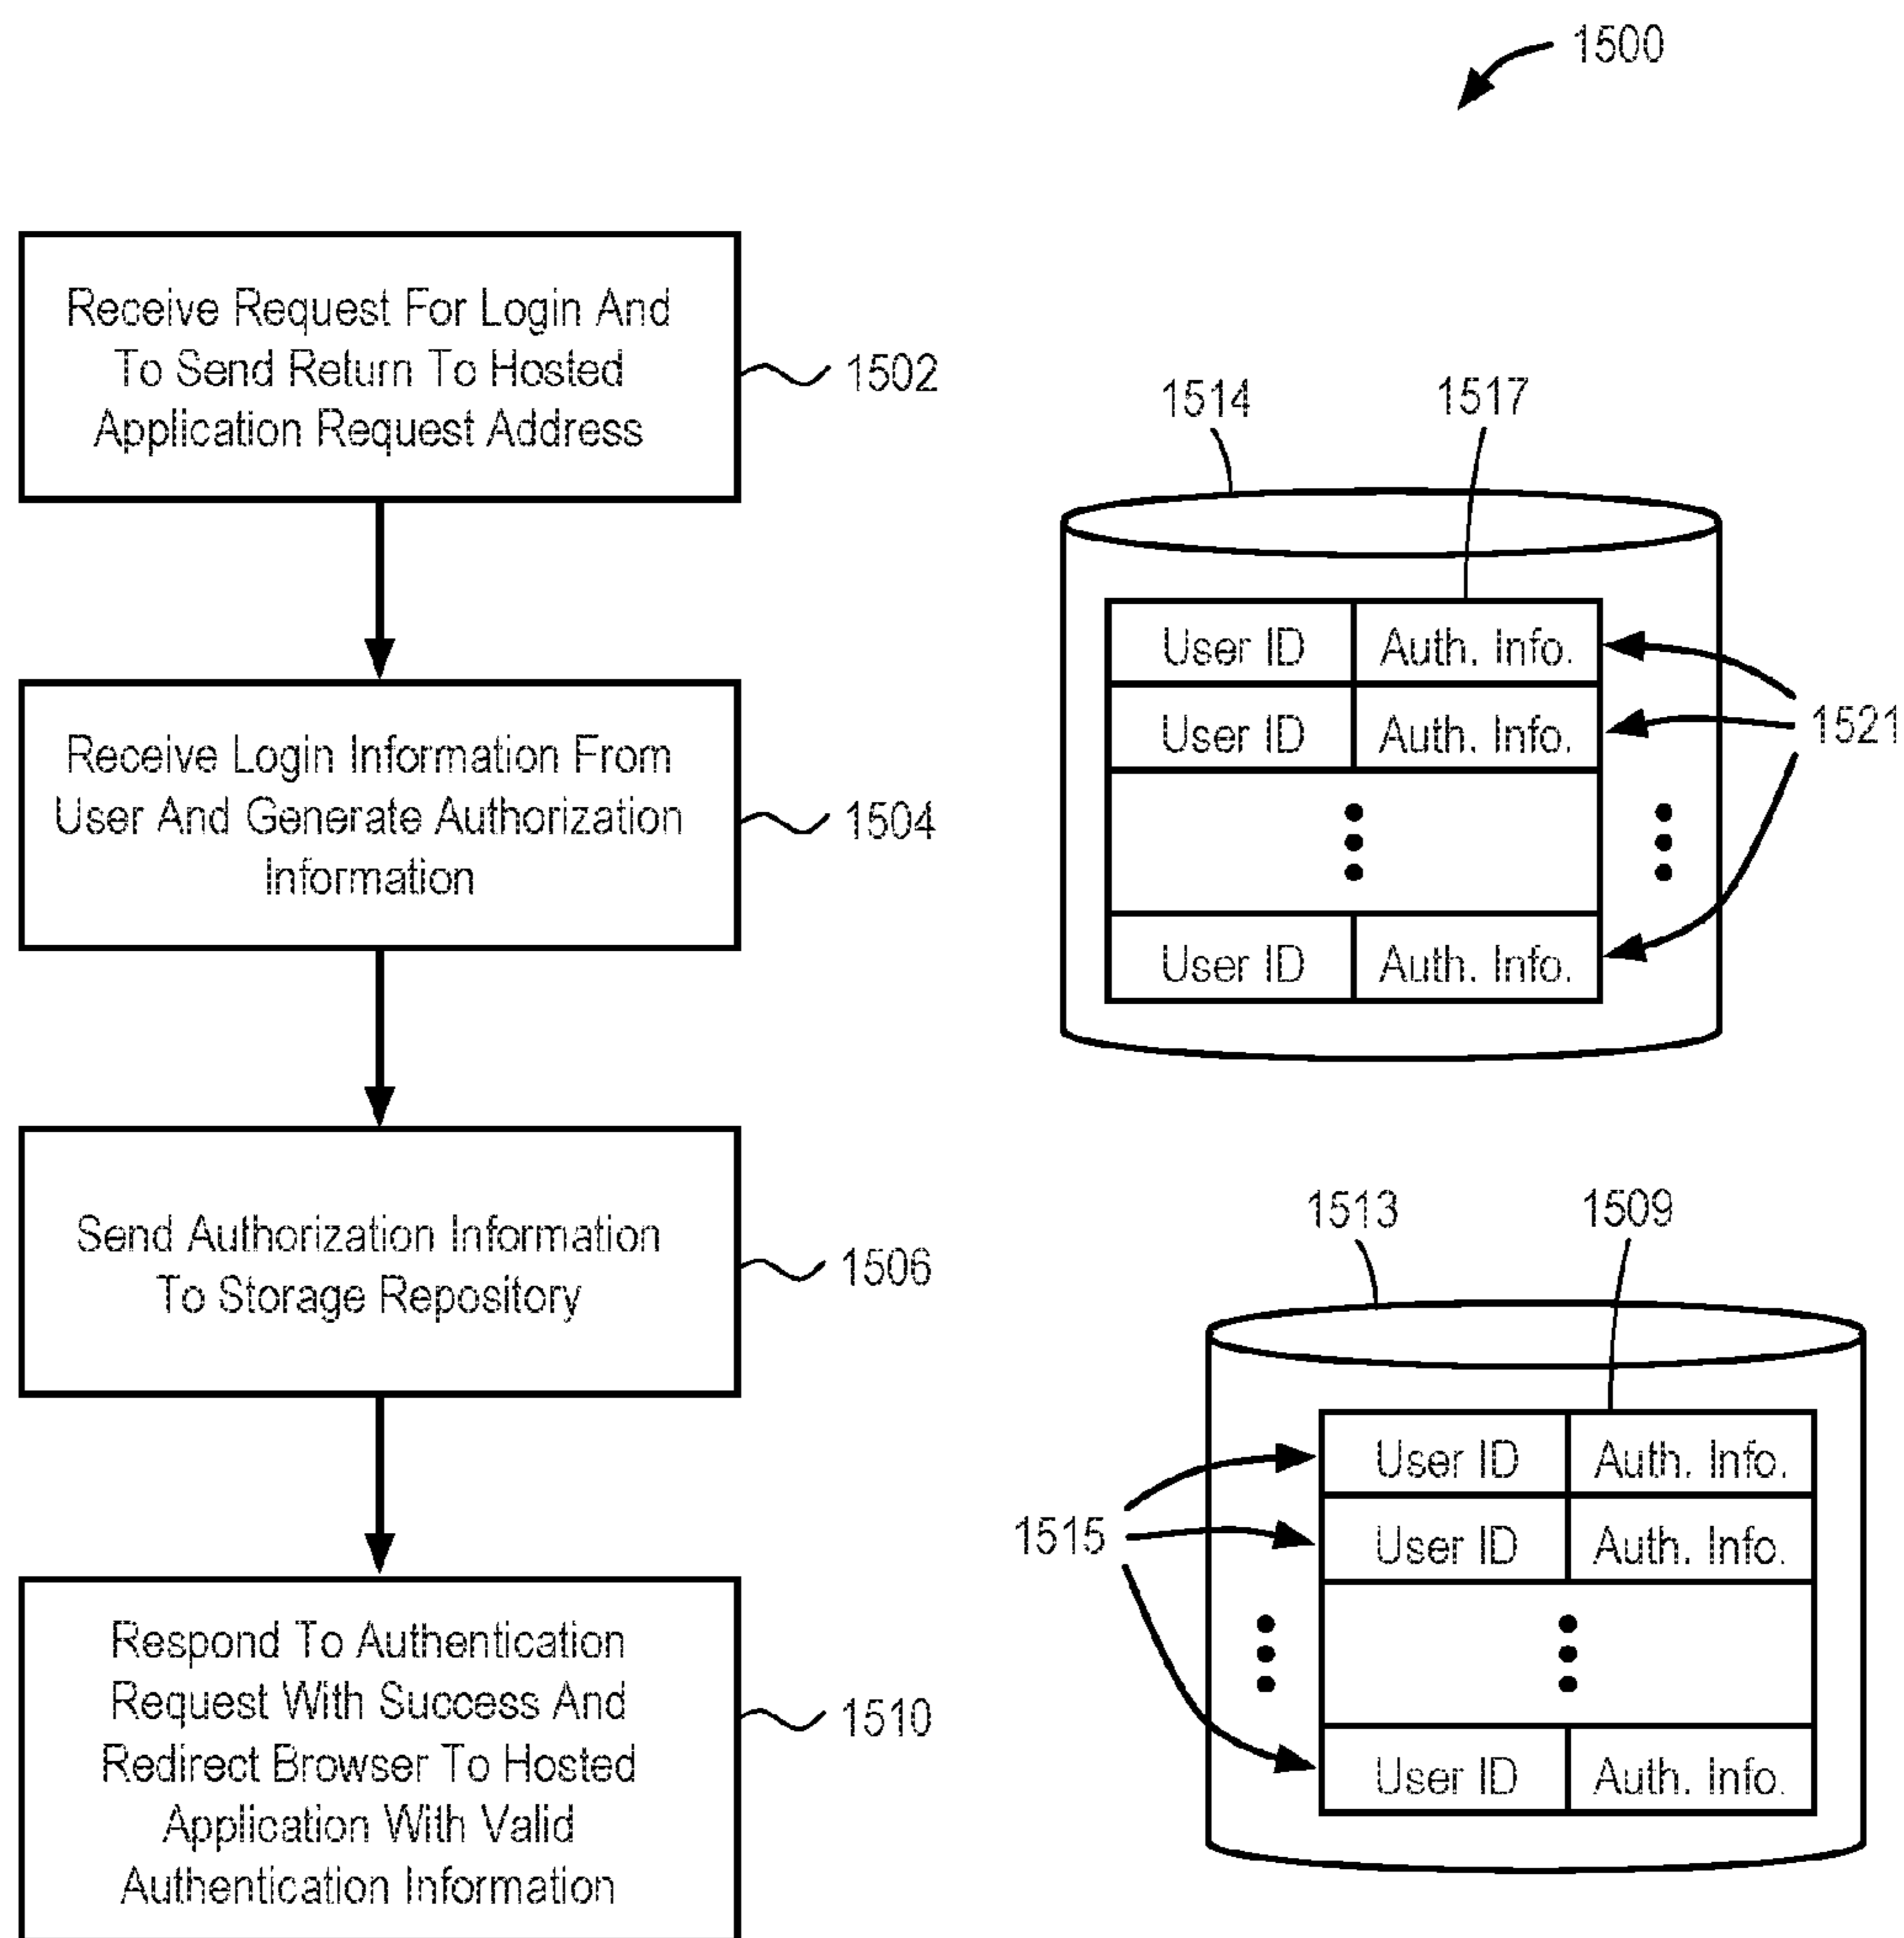 1500
Receive Request For Login And
To Send Return To Hosted
Application Request Address
1502
Receive Login Information From
User And Generate Authorization
Information
1504
Send Authorization Information
To Storage Repository
1506
Respond To Authentication
Request With Success And
Redirect Browser To Hosted
Application With Valid
Authentication Information
1510
1514
1517
User ID Auth. Info.
User ID Auth. Info.
User ID Auth. Info.
1521
1513
1509
User ID Auth. Info.
User ID Auth. Info.
User ID Auth. Info.
1515